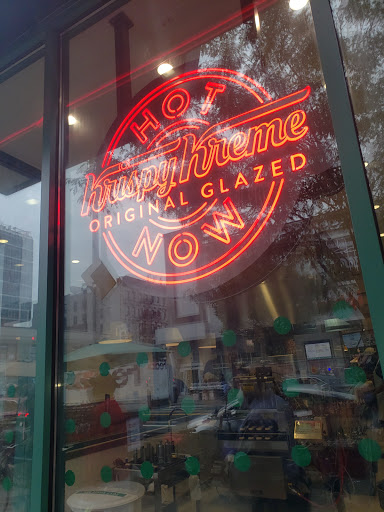 HOT
Krispy Kreme
ORIGINAL GLAZED
NOW